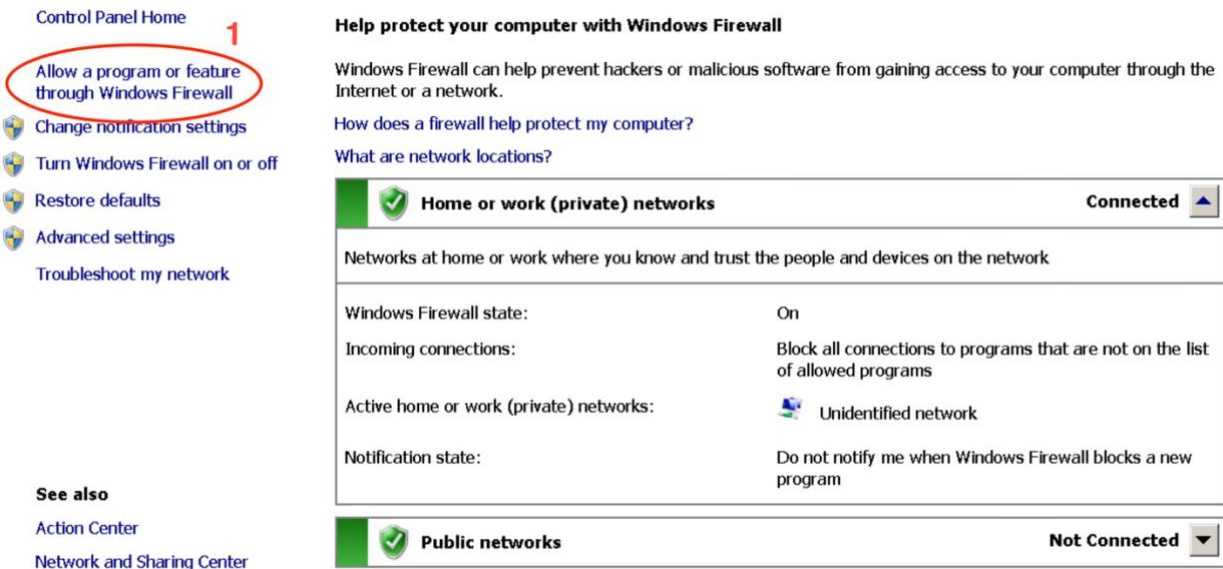 Control Panel Home
1
Allow a program or feature
through Windows Firewall
Change notification settings
Turn Windows Firewall on or off
Restore defaults
Advanced settings
Troubleshoot my network
See also
Action Center
Network and Sharing Center
Help protect your computer with Windows Firewall
Windows Firewall can help prevent hackers or malicious software from gaining access to your computer through the
Internet or a network.
How does a firewall help protect my computer?
What are network locations?
Home or work (private) networks Connected
Networks at home or work where you know and trust the people and devices on the network
Windows Firewall state: On
Incoming connections: Block all connections to programs that are not on the list
of allowed programs
Active home or work (private) networks: Unidentified network
Notification state: Do not notify me when Windows Firewall blocks a new
program
Public networks Not Connected